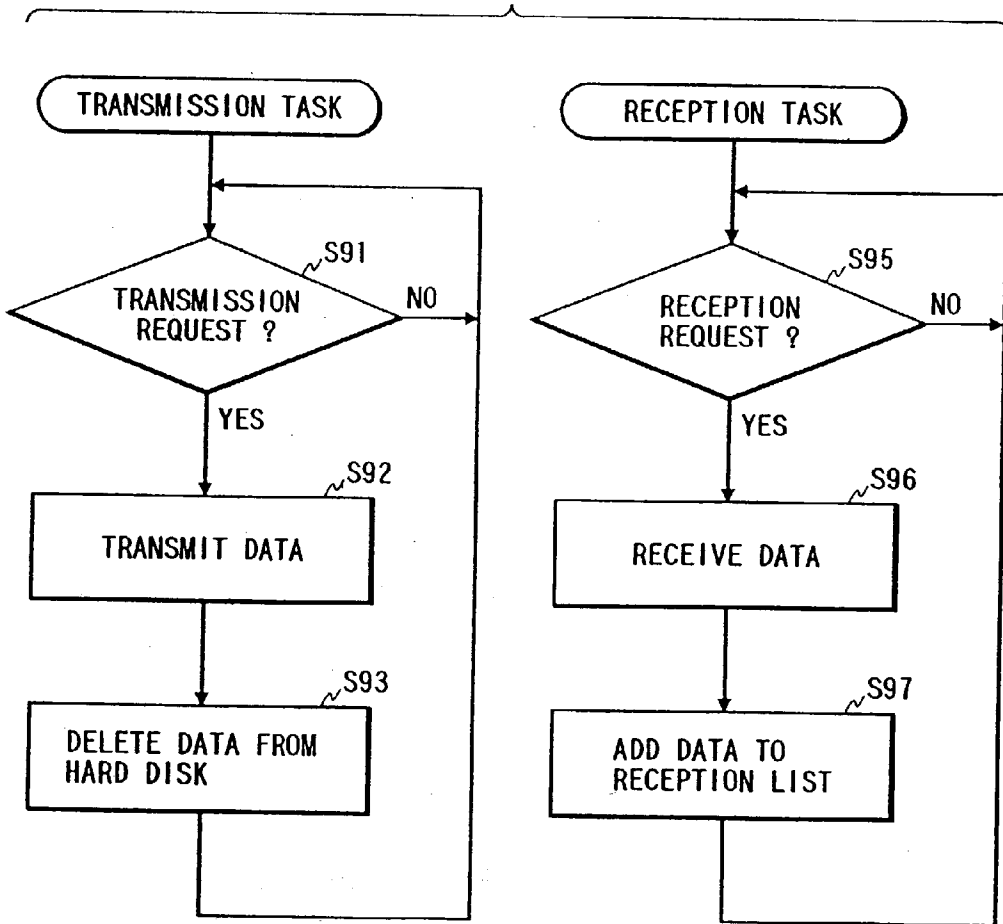 TRANSMISSION TASK
S91
TRANSMISSION
REQUEST ?
NO
YES
S92
TRANSMIT DATA
S93
DELETE DATA FROM
HARD DISK
RECEPTION TASK
S95
RECEPTION
REQUEST ?
NO
YES
S96
RECEIVE DATA
S97
ADD DATA TO
RECEPTION LIST